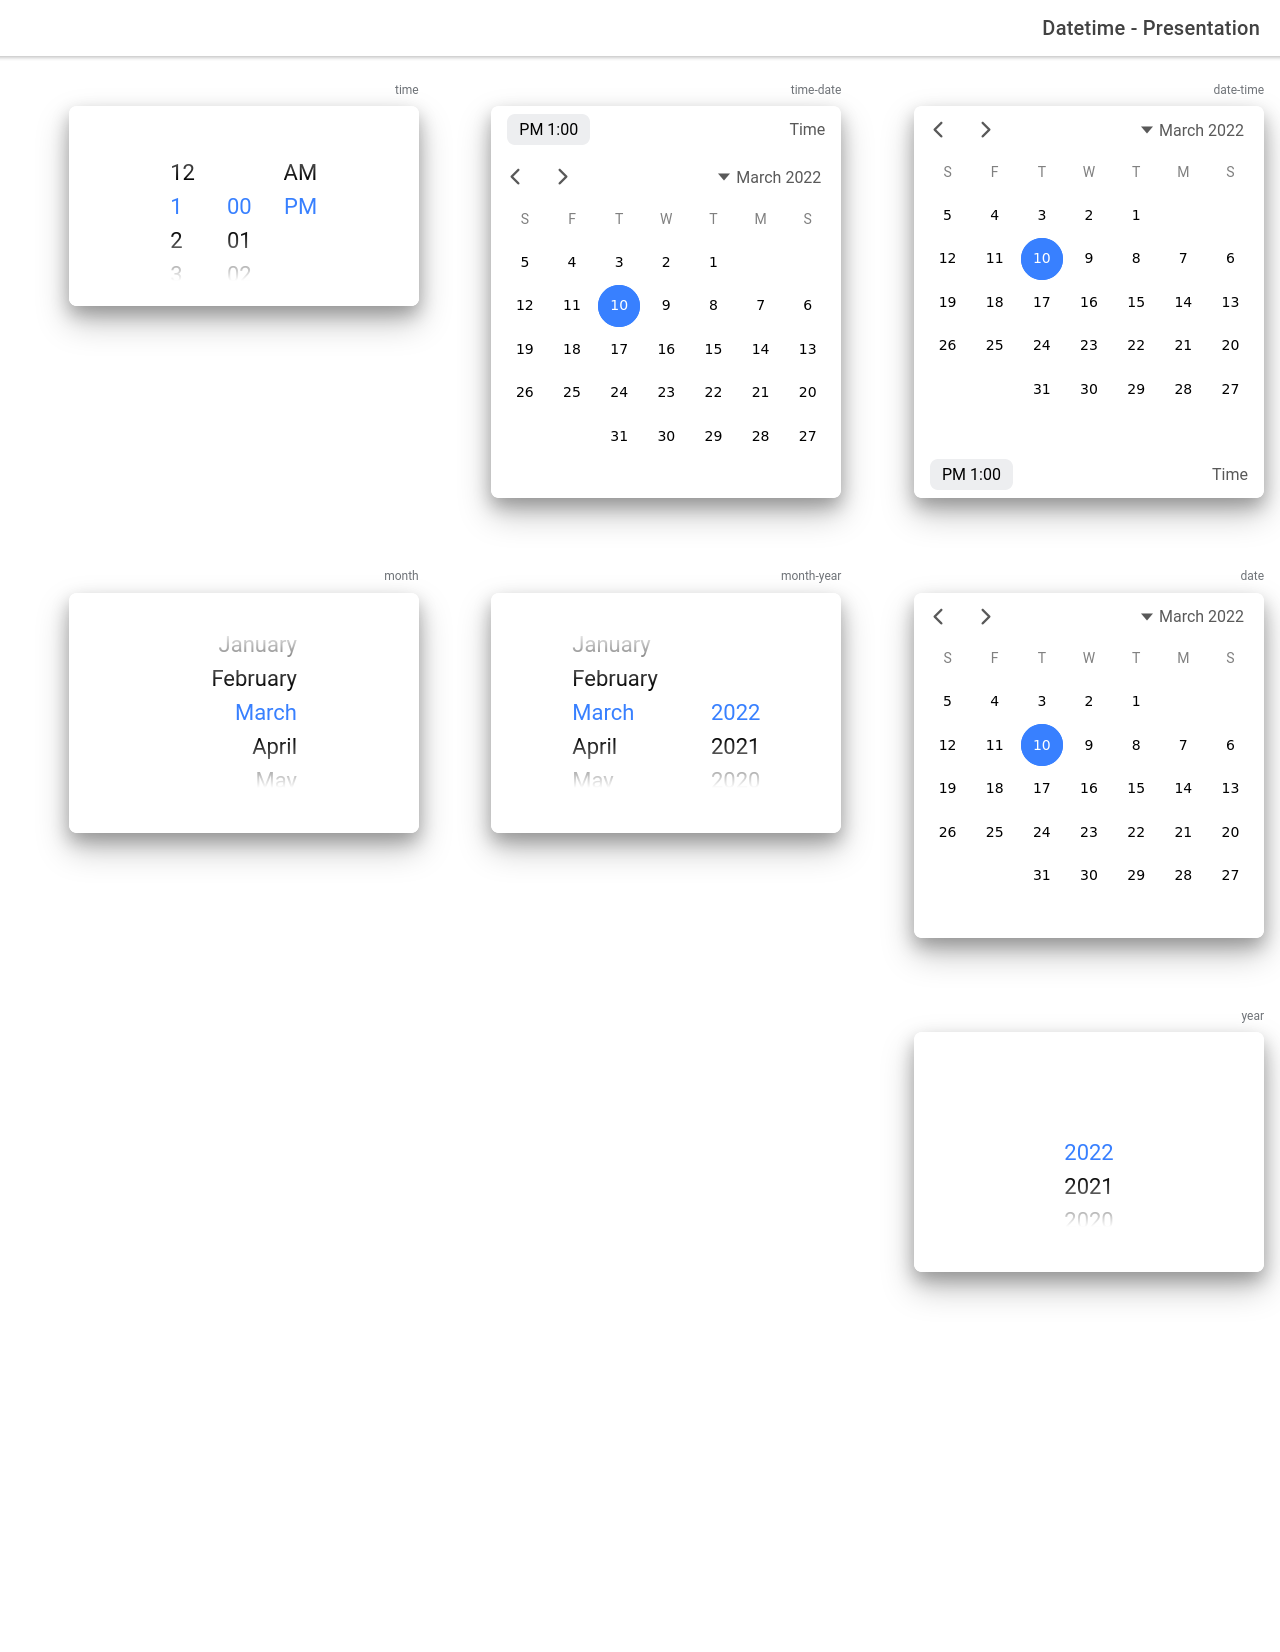 Datetime - Presentation
date-time
March 2022
S F T W T M S
5 4 3 2 1
12 11 10 9 8 7 6
19 18 17 16 15 14 13
26 25 24 23 22 21 20
31 30 29 28 27
PM 1:00 Time
time-date
PM 1:00 Time
March 2022
S F T W T M S
5 4 3 2 1
12 11 10 9 8 7 6
19 18 17 16 15 14 13
26 25 24 23 22 21 20
31 30 29 28 27
time
12 AM
1 00 PM
2 01
3 02
date
March 2022
S F T W T M S
5 4 3 2 1
12 11 10 9 8 7 6
19 18 17 16 15 14 13
26 25 24 23 22 21 20
31 30 29 28 27
month-year
January
February
March 2022
April 2021
May 2020
month
January
February
March
April
May
year
2022
2021
2020